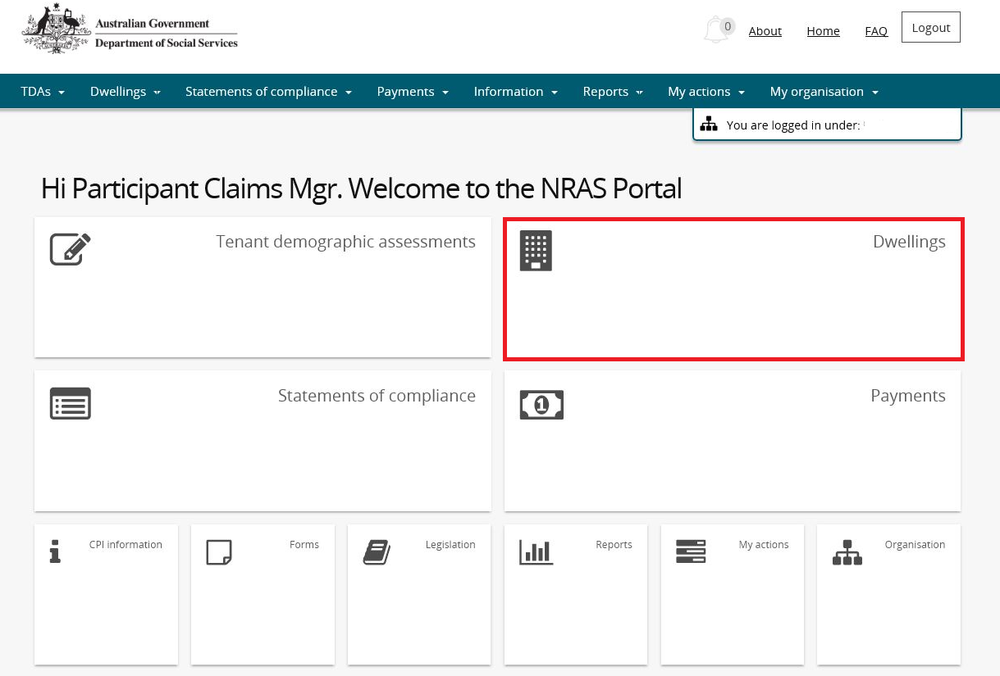 Australian Government
Department of Social Services
0
About
Home
FAQ
Logout
TDAs
Dwellings
Statements of compliance
Payments
Information
Reports
My actions
My organisation
You are logged in under:
Hi Participant Claims Mgr. Welcome to the NRAS Portal
Tenant demographic assessments
Dwellings
Statements of compliance
1
Payments
CPI information
Forms
Legislation
Reports
My actions
Organisation